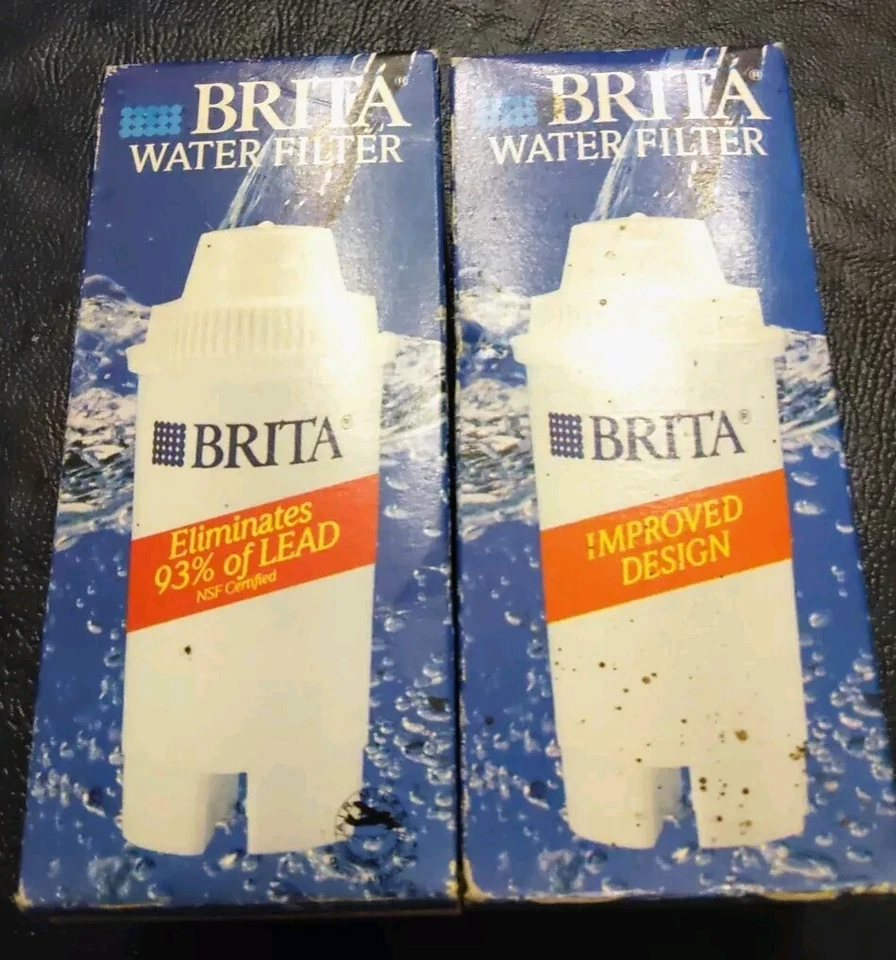 BRITA®
WATER FILTER
BRITA®
Eliminates
93% of LEAD
NSF Certified
BRITA®
WATER FILTER
BRITA®
IMPROVED
DESIGN